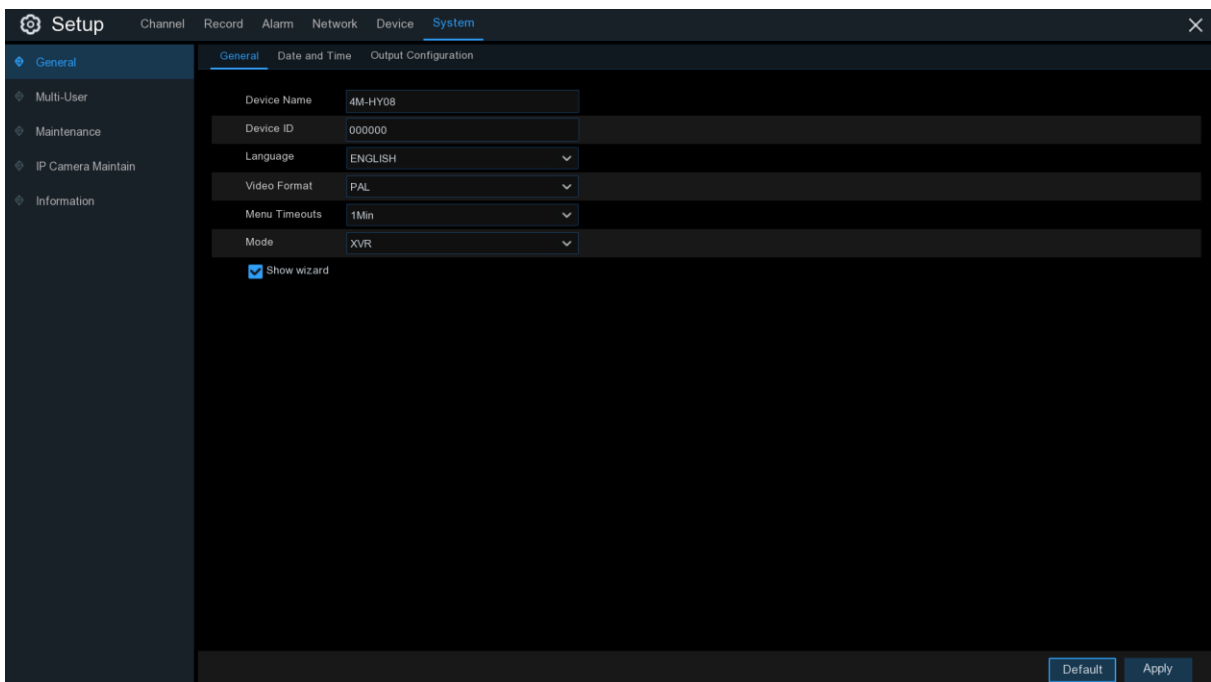 Setup Channel Record Alarm Network Device System
General
Multi-User
Maintenance
IP Camera Maintain
Information
General Date and Time Output Configuration
Device Name 4M-HY08
Device ID 000000
Language ENGLISH
Video Format PAL
Menu Timeouts 1Min
Mode XVR
Show wizard
Default Apply